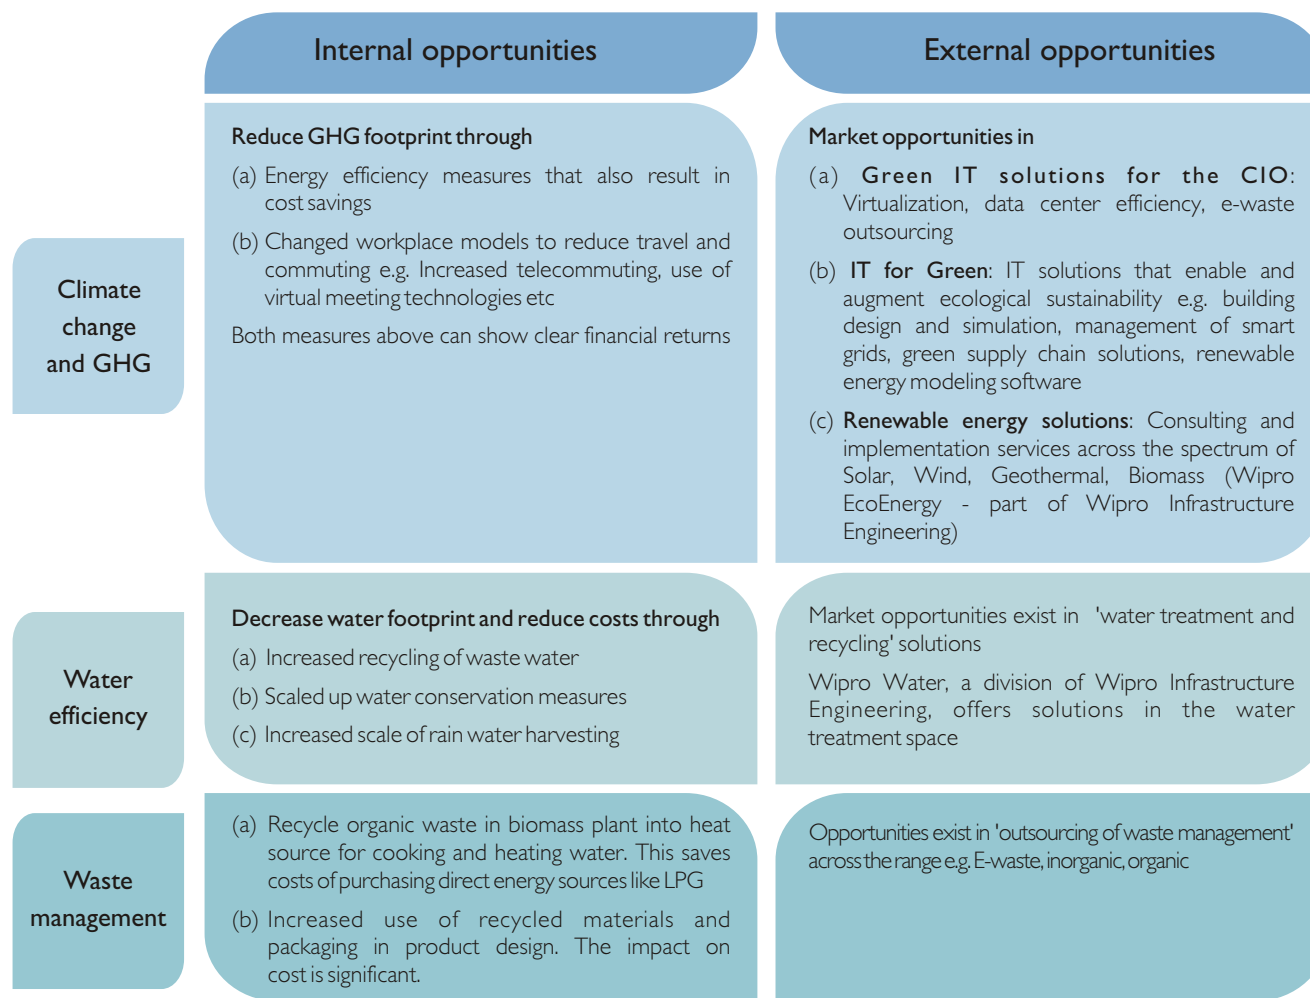 Internal opportunities
External opportunities
Climate
change
and GHG
Reduce GHG footprint through
(a) Energy efficiency measures that also result in
cost savings
(b) Changed workplace models to reduce travel and
commuting e.g. Increased telecommuting, use of
virtual meeting technologies etc
Both measures above can show clear financial returns
Market opportunities in
(a) Green IT solutions for the CIO:
Virtualization, data center efficiency, e-waste
outsourcing
(b) IT for Green: IT solutions that enable and
augment ecological sustainability e.g. building
design and simulation, management of smart
grids, green supply chain solutions, renewable
energy modeling software
(c) Renewable energy solutions: Consulting and
implementation services across the spectrum of
Solar, Wind, Geothermal, Biomass (Wipro
EcoEnergy - part of Wipro Infrastructure
Engineering)
Water
efficiency
Decrease water footprint and reduce costs through
(a) Increased recycling of waste water
(b) Scaled up water conservation measures
(c) Increased scale of rain water harvesting
Market opportunities exist in 'water treatment and
recycling' solutions
Wipro Water, a division of Wipro Infrastructure
Engineering, offers solutions in the water
treatment space
Waste
management
(a) Recycle organic waste in biomass plant into heat
source for cooking and heating water. This saves
costs of purchasing direct energy sources like LPG
(b) Increased use of recycled materials and
packaging in product design. The impact on
cost is significant.
Opportunities exist in 'outsourcing of waste management'
across the range e.g. E-waste, inorganic, organic